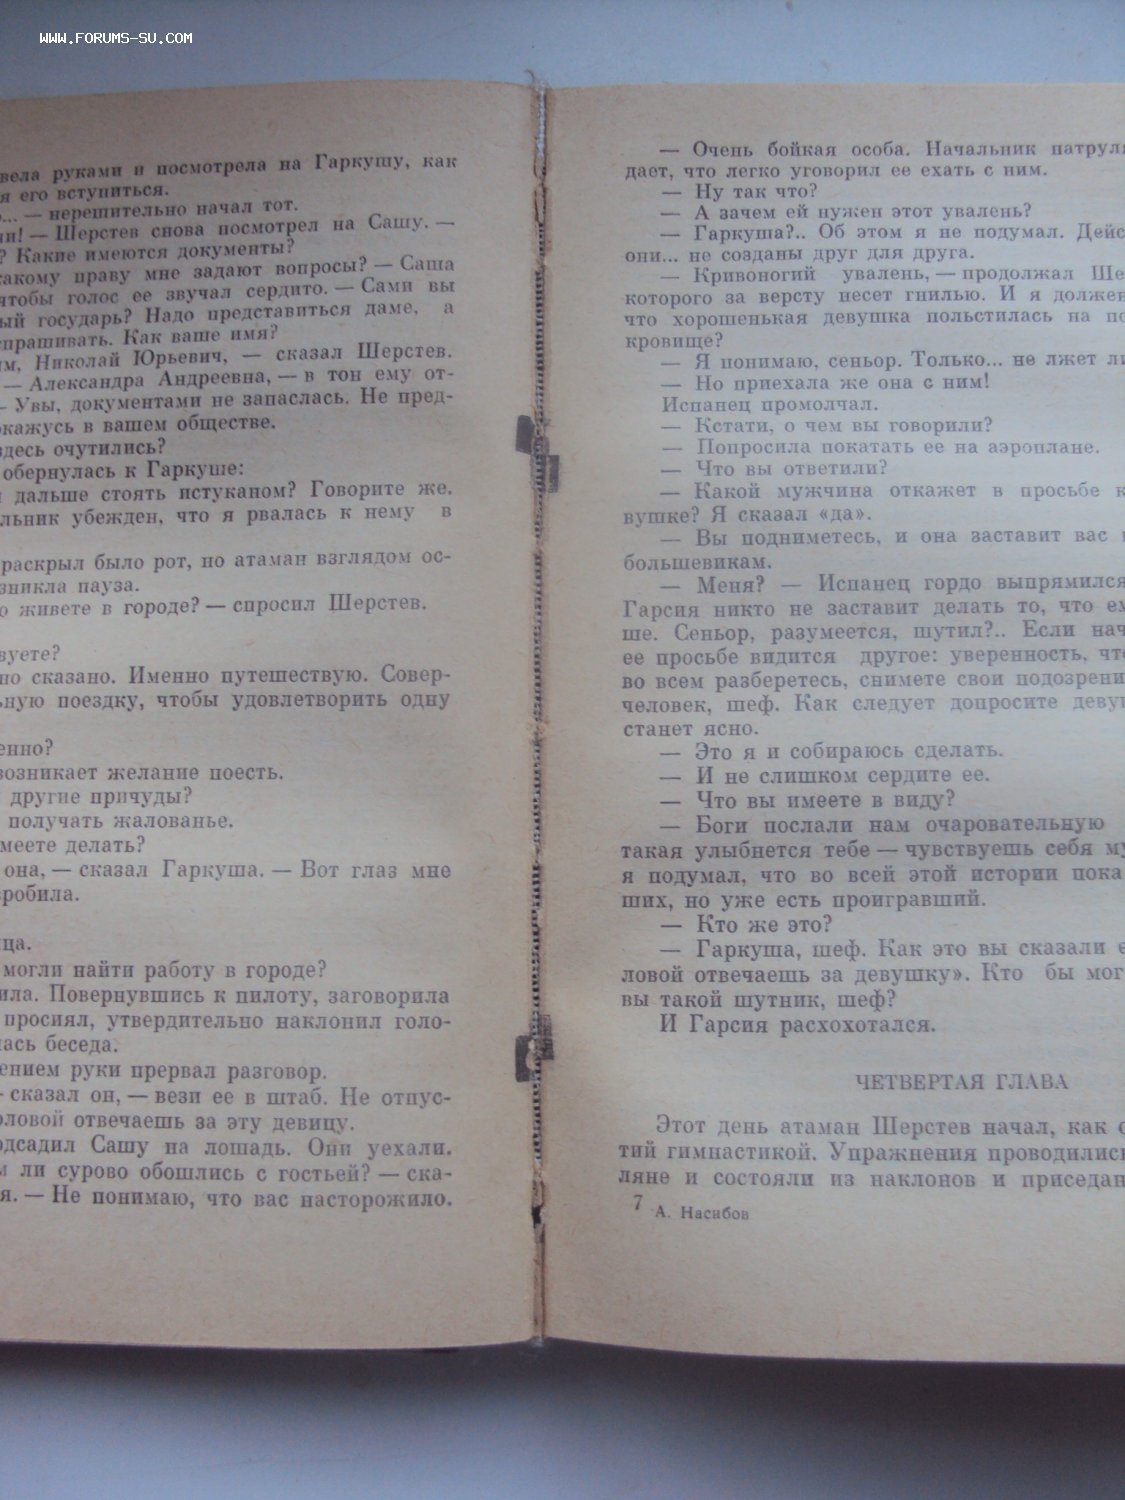 WWW.FORUMS-SU.COM
вела руками и посмотрела на Гаркушу, как
я его вступиться.
... — нерешительно начал тот.
— Шерстев снова посмотрел на Сашу. —
? Какие имеются документы?
такому праву мне задают вопросы? — Саша
чтобы голос ее звучал сердито. — Сами вы
ый государь? Надо представиться даме, а
спрашивать. Как ваше имя?
им, Николай Юрьевич, — сказал Шерстев.
— Александра Андреевна, — в тон ему от-
— Увы, документами не запаслась. Не пред-
окажусь в вашем обществе.
здесь очутились?
обернулась к Гаркуше:
дальше стоять истуканом? Говорите же.
льник убежден, что я рвалась к нему в
раскрыл было рот, но атаман взглядом ос-
зникла пауза.
о живете в городе? — спросил Шерстев.
вуете?
но сказано. Именно путешествую. Совер-
ьную поездку, чтобы удовлетворить одну
енно?
возникает желание поесть.
другие причуды?
получать жалованье.
меете делать?
она, — сказал Гаркуша. — Вот глаз мне
робила.
ца.
могли найти работу в городе?
ила. Повернувшись к пилоту, заговорила
просиял, утвердительно наклонил голо-
ась беседа.
ением руки прервал разговор.
— сказал он, — вези ее в штаб. Не отпус-
оловой отвечаешь за эту девицу.
одсадил Сашу на лошадь. Они уехали.
ли сурово обошлись с гостьей? — ска-
я. — Не понимаю, что вас насторожило.
— Очень бойкая особа. Начальник патруля
дает, что легко уговорил ее ехать с ним.
— Ну так что?
— А зачем ей нужен этот увалень?
— Гаркуша?.. Об этом я не подумал. Дейс
они... не созданы друг для друга.
— Кривоногий увалень, — продолжал Ше
которого за версту несет гнилью. И я должен
что хорошенькая девушка польстилась на по
кровище?
— Я понимаю, сеньор. Только... не лжет ли
— Но приехала же она с ним!
Испанец промолчал.
— Кстати, о чем вы говорили?
— Попросила покатать ее на аэроплане.
— Что вы ответили?
— Какой мужчина откажет в просьбе к
вушке? Я сказал «да».
— Вы подниметесь, и она заставит вас
большевикам.
— Меня? — Испанец гордо выпрямился
Гарсия никто не заставит делать то, что ем
ше. Сеньор, разумеется, шутил?.. Если нач
ее просьбе видится другое: уверенность, что
во всем разберетесь, снимете свои подозрени
человек, шеф. Как следует допросите девуш
станет ясно.
— Это я и собираюсь сделать.
— И не слишком сердите ее.
— Что вы имеете в виду?
— Боги послали нам очаровательную
такая улыбнется тебе — чувствуешь себя му
я подумал, что во всей этой истории пока
ших, но уже есть проигравший.
— Кто же это?
— Гаркуша, шеф. Как это вы сказали е
ловой отвечаешь за девушку». Кто бы мог
вы такой шутник, шеф?
И Гарсия расхохотался.
ЧЕТВЕРТАЯ ГЛАВА
Этот день атаман Шерстев начал, как о
тий гимнастикой. Упражнения проводились
ляне и состояли из наклонов и приседан
7 А. Насибов